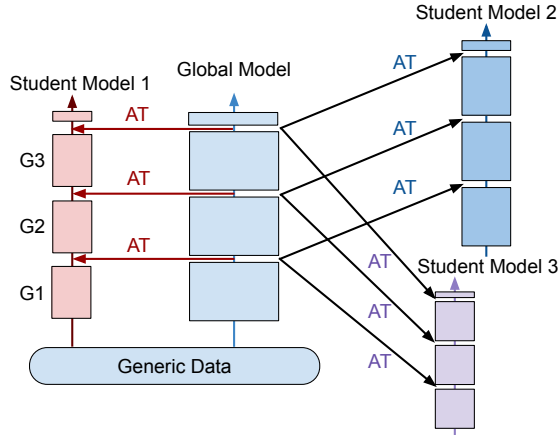 Student Model 2
Global Model
Student Model 1
AT
AT
G3
AT
AT
AT
G2
AT
AT
AT
Student Model 3
G1
AT
AT
Generic Data